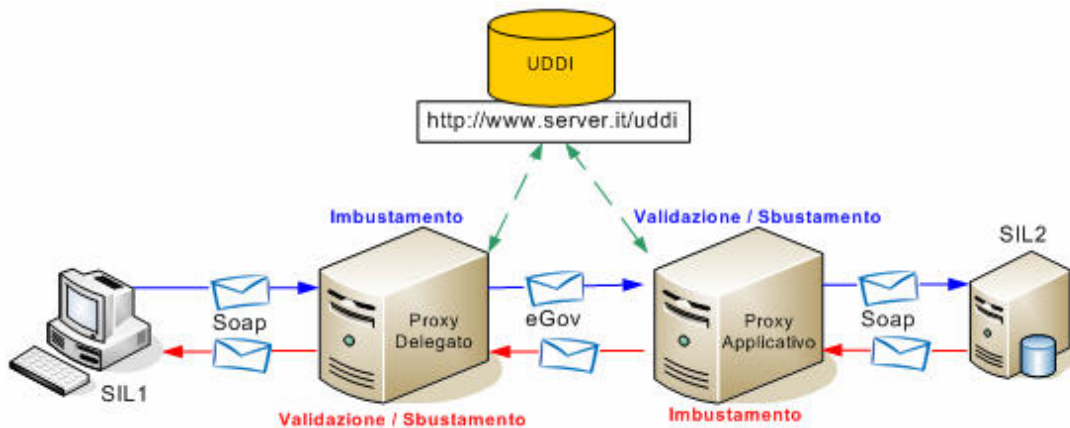 UDDI
http://www.server.it/uddi
Imbustamento
Validazione / Sbustamento
SIL2
Soap
Proxy
Delegato
eGov
Proxy
Applicativo
Soap
SIL1
Validazione / Sbustamento
Imbustamento